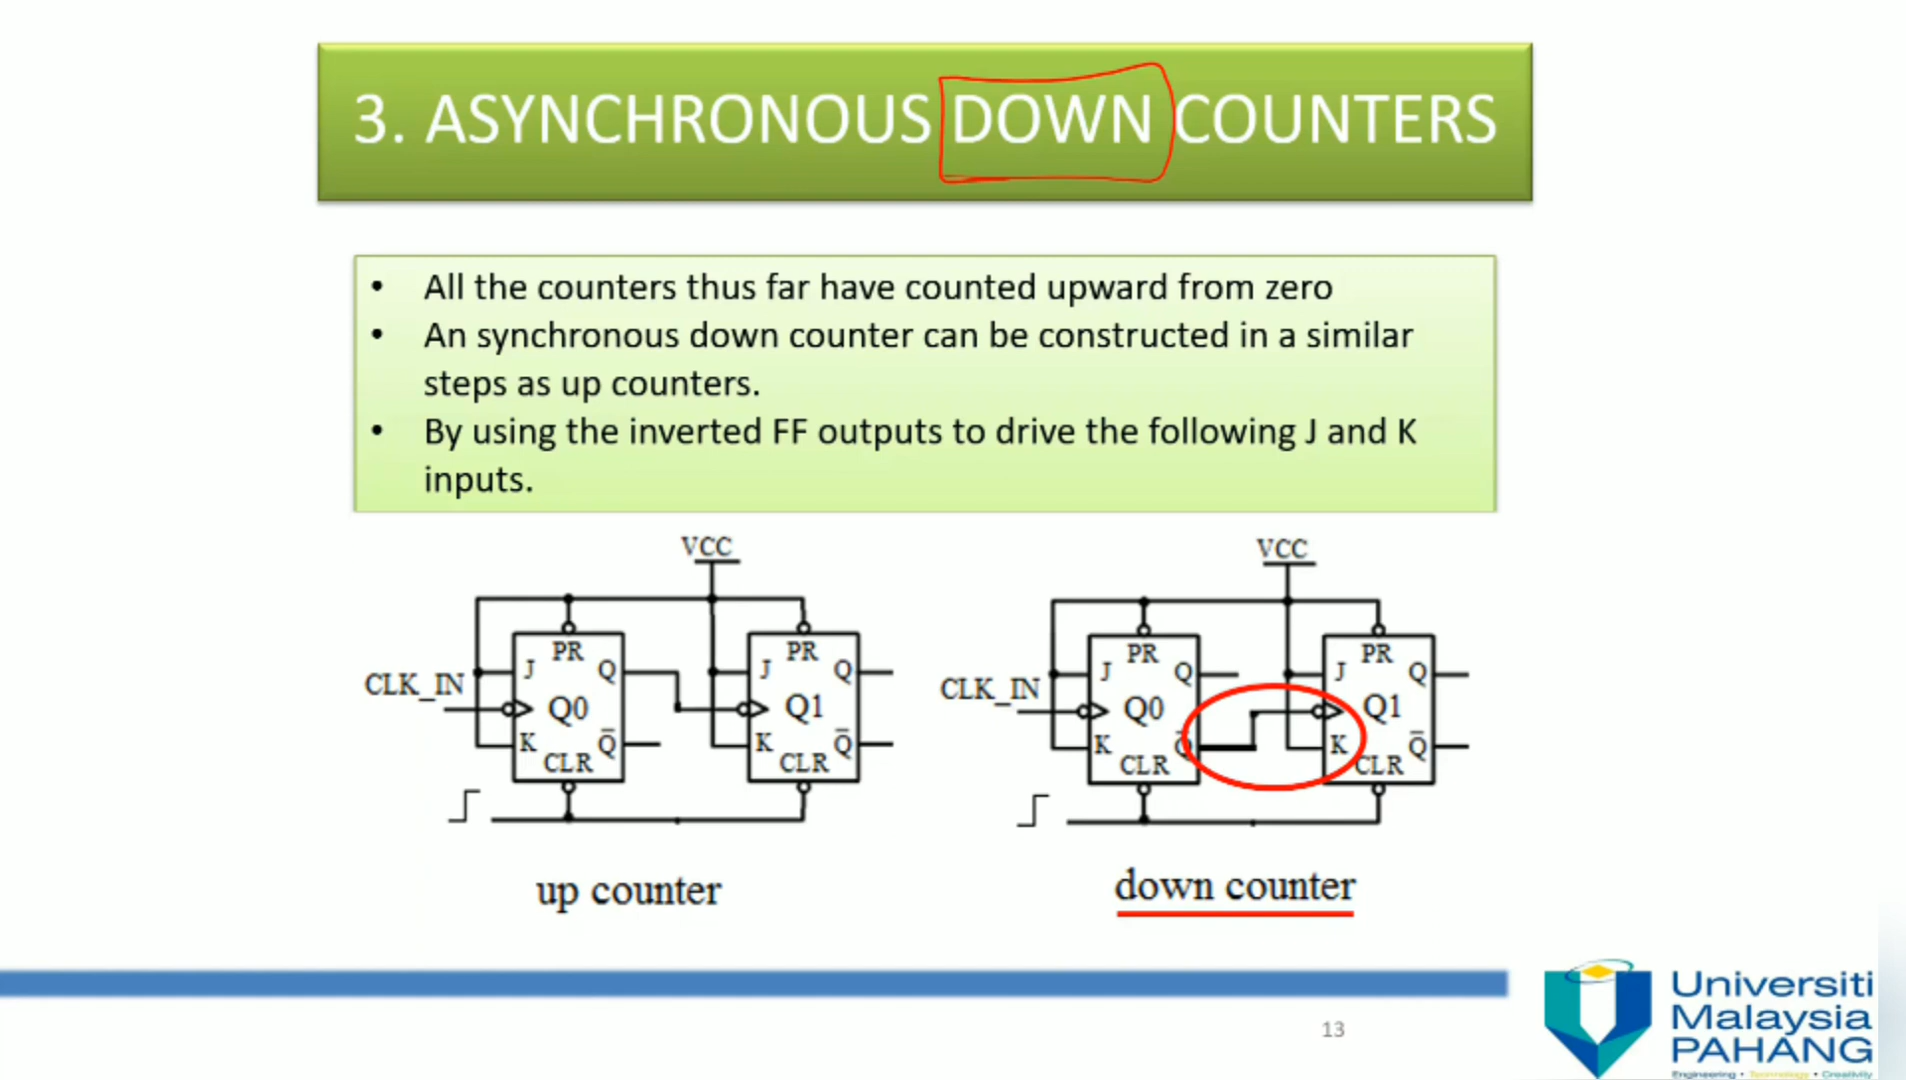 3. ASYNCHRONOUS DOWN COUNTERS
• All the counters thus far have counted upward from zero
• An synchronous down counter can be constructed in a similar
steps as up counters.
• By using the inverted FF outputs to drive the following J and K
inputs.
VCC
PR
J
Q
CLK_IN
Q0
K
Q̅
CLR
PR
J
Q
Q1
K
Q̅
CLR
up counter
VCC
PR
J
Q
CLK_IN
Q0
K
Q̅
CLR
PR
J
Q
Q1
K
Q̅
CLR
down counter
13
Universiti
Malaysia
PAHANG
Engineering • Technology • Creativity